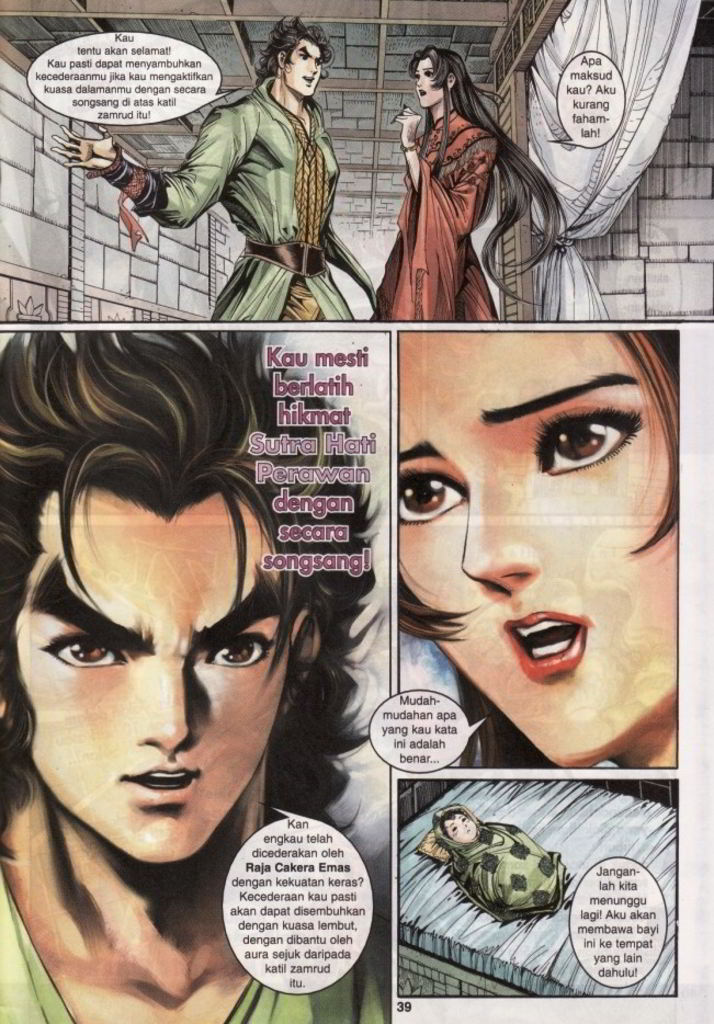 Kau
tentu akan selamat!
Kau pasti dapat menyambuhkan
kecederaanmu jika kau mengaktifkan
kuasa dalamanmu dengan secara
songsang di atas katil
zamrud itu!
Apa
maksud
kau? Aku
kurang
faham-
lah!
Kau mesti
berlatih
hikmat
Sutra Hati
Perawan
dengan
secara
songsang!
Mudah-
mudahan apa
yang kau kata
ini adalah
benar...
Kan
engkau telah
dicederakan oleh
Raja Cakera Emas
dengan kekuatan keras?
Kecederaan kau pasti
akan dapat disembuhkan
dengan kuasa lembut,
dengan dibantu oleh
aura sejuk daripada
katil zamrud
itu.
Jangan-
lah kita
menunggu
lagi! Aku akan
membawa bayi
ini ke tempat
yang lain
dahulu!
39